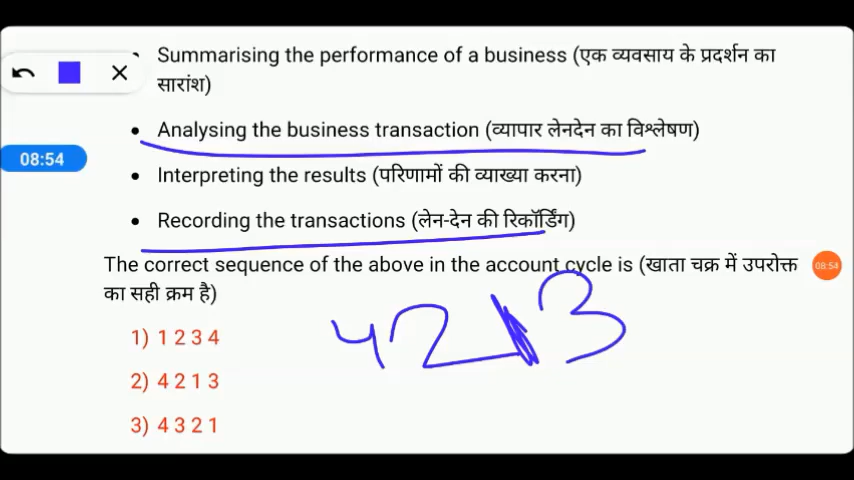 • Summarising the performance of a business (एक व्यवसाय के प्रदर्शन का
सारांश)
• Analysing the business transaction (व्यापार लेनदेन का विश्लेषण)
08:54
• Interpreting the results (परिणामों की व्याख्या करना)
• Recording the transactions (लेन-देन की रिकॉर्डिंग)
The correct sequence of the above in the account cycle is (खाता चक्र में उपरोक्त
08:54
का सही क्रम है)
1) 1 2 3 4
4213
2) 4 2 1 3
3) 4 3 2 1